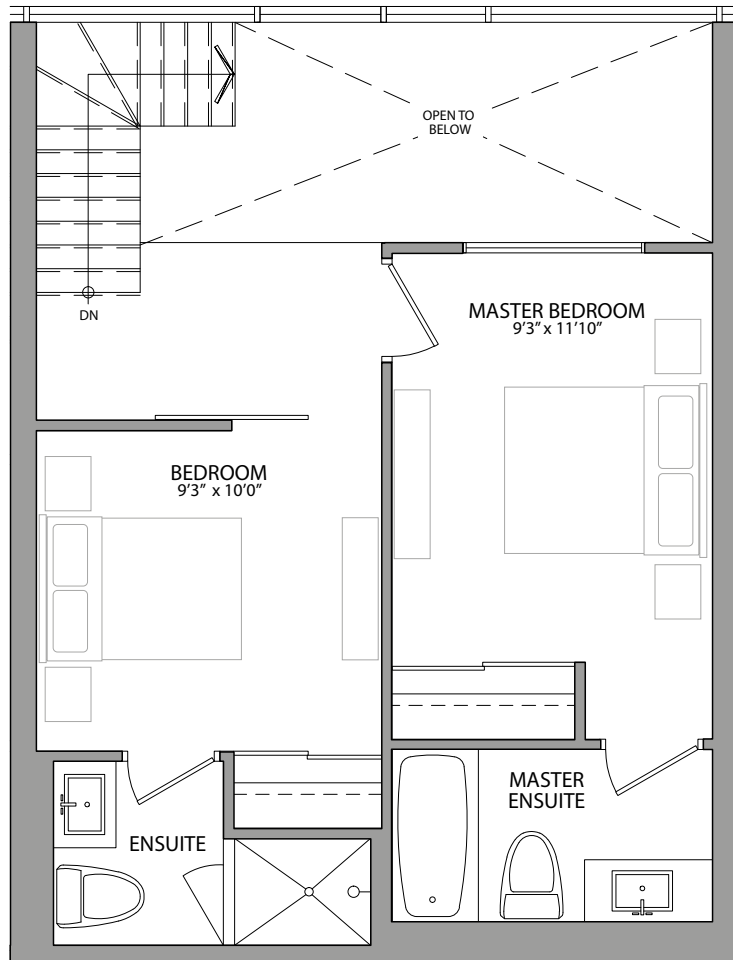 OPEN TO
BELOW
DN
MASTER BEDROOM
9'3" x 11'10"
BEDROOM
9'3" x 10'0"
MASTER
ENSUITE
ENSUITE